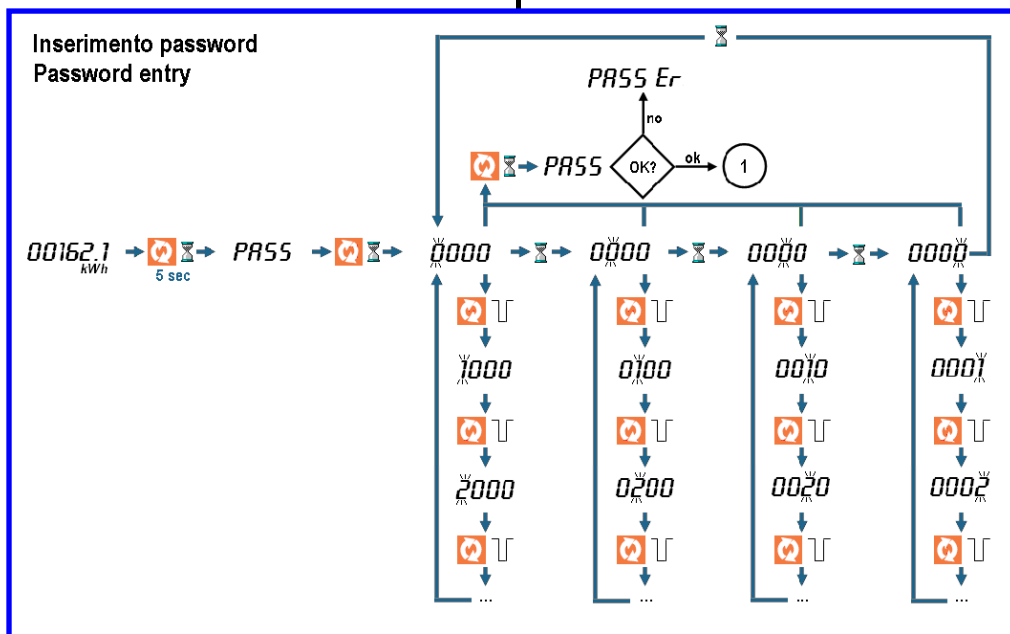 Inserimento password
Password entry
PASS Er
no
PASS
OK?
ok
1
00162.1
kWh
5 sec
PASS
0000
0000
0000
0000
1000
0100
0010
0001
2000
0200
0020
0002
...
...
...
...